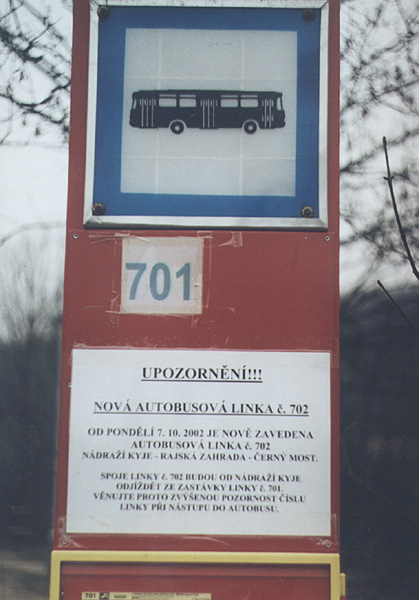 701
UPOZORNĚNÍ!!!
NOVÁ AUTOBUSOVÁ LINKA č. 702
OD PONDĚLÍ 7. 10. 2002 JE NOVĚ ZAVEDENA
AUTOBUSOVÁ LINKA č. 702
NÁDRAŽÍ KYJE - RAJSKÁ ZAHRADA - ČERNÝ MOST.
SPOJE LINKY č. 702 BUDOU OD NÁDRAŽÍ KYJE
ODJÍŽDĚT ZE ZASTÁVKY LINKY č. 701.
VĚNUJTE PROTO ZVÝŠENOU POZORNOST ČÍSLU
LINKY PŘI NÁSTUPU DO AUTOBUSU.
701